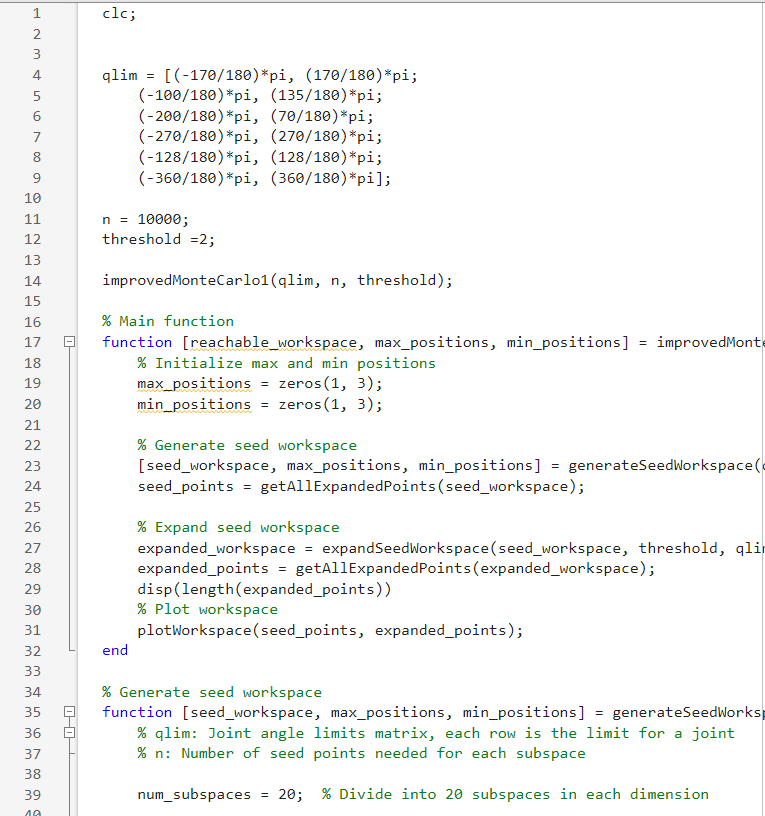 1 clc;
2
3
4 qlim = [(-170/180)*pi, (170/180)*pi;
5 (-100/180)*pi, (135/180)*pi;
6 (-200/180)*pi, (70/180)*pi;
7 (-270/180)*pi, (270/180)*pi;
8 (-128/180)*pi, (128/180)*pi;
9 (-360/180)*pi, (360/180)*pi];
10
11 n = 10000;
12 threshold =2;
13
14 improvedMonteCarlo1(qlim, n, threshold);
15
16 % Main function
17 function [reachable_workspace, max_positions, min_positions] = improvedMonte
18 % Initialize max and min positions
19 max_positions = zeros(1, 3);
20 min_positions = zeros(1, 3);
21
22 % Generate seed workspace
23 [seed_workspace, max_positions, min_positions] = generateSeedWorkspace(
24 seed_points = getAllExpandedPoints(seed_workspace);
25
26 % Expand seed workspace
27 expanded_workspace = expandSeedWorkspace(seed_workspace, threshold, qli
28 expanded_points = getAllExpandedPoints(expanded_workspace);
29 disp(length(expanded_points))
30 % Plot workspace
31 plotWorkspace(seed_points, expanded_points);
32 end
33
34 % Generate seed workspace
35 function [seed_workspace, max_positions, min_positions] = generateSeedWorksp
36 % qlim: Joint angle limits matrix, each row is the limit for a joint
37 % n: Number of seed points needed for each subspace
38
39 num_subspaces = 20; % Divide into 20 subspaces in each dimension